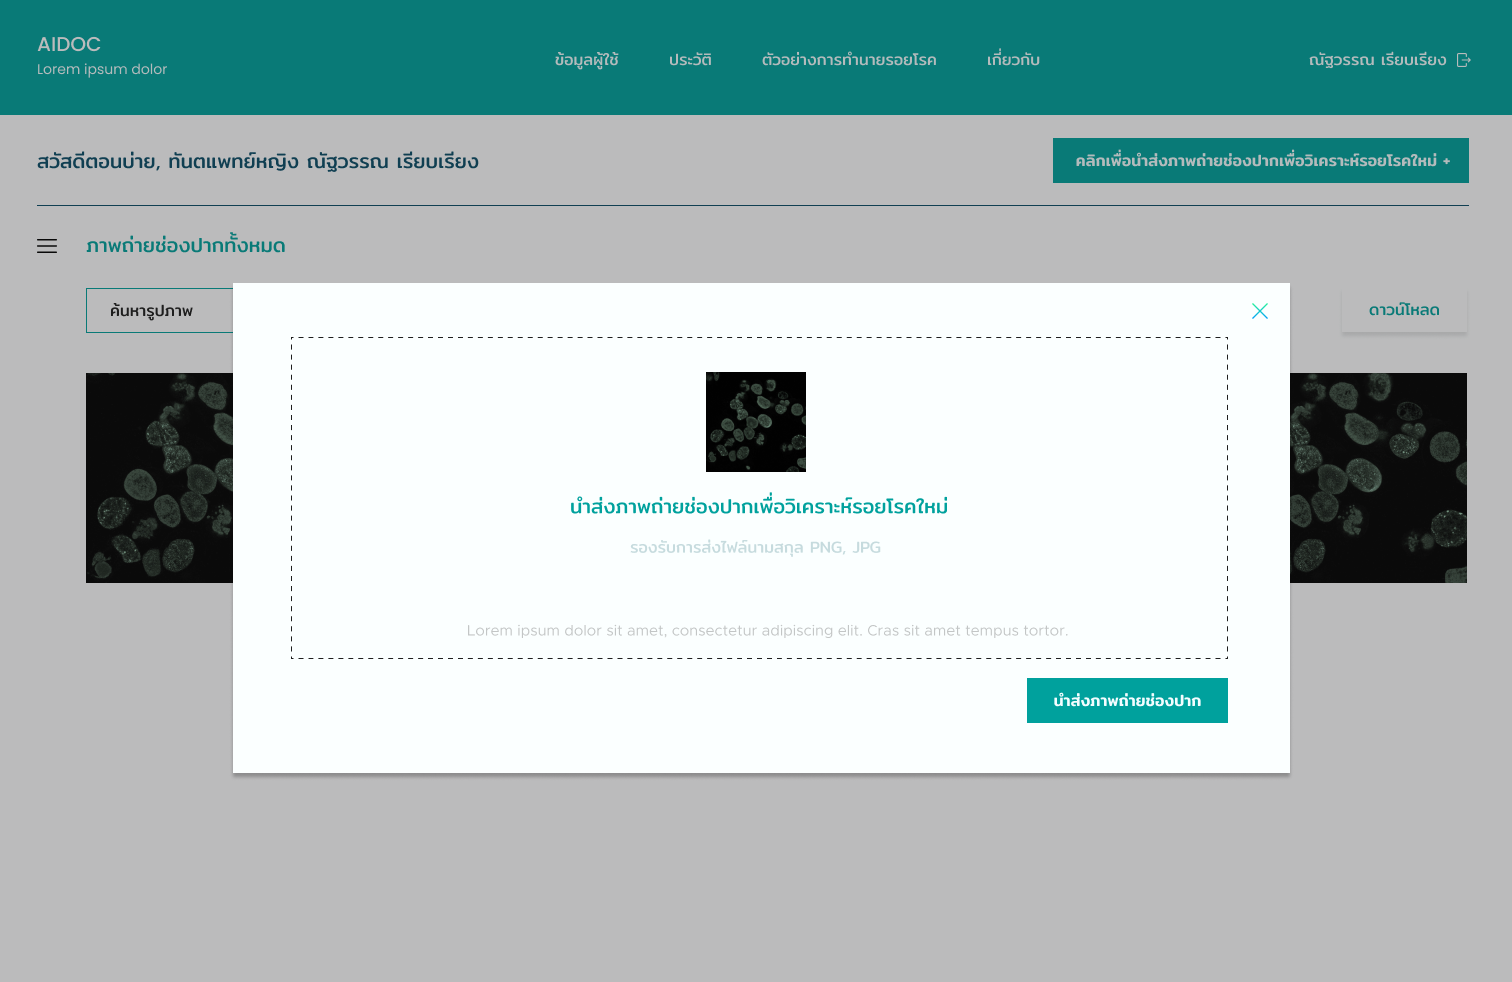 AIDOC
Lorem ipsum dolor
ข้อมูลผู้ใช้
ประวัติ
ตัวอย่างการทำนายรอยโรค
เกี่ยวกับ
ณัฐวรรณ เรียบเรียง
สวัสดีตอนบ่าย, ทันตแพทย์หญิง ณัฐวรรณ เรียบเรียง
คลิกเพื่อนำส่งภาพถ่ายช่องปากเพื่อวิเคราะห์รอยโรคใหม่ +
ภาพถ่ายช่องปากทั้งหมด
ค้นหารูปภาพ
ดาวน์โหลด
นำส่งภาพถ่ายช่องปากเพื่อวิเคราะห์รอยโรคใหม่
รองรับการส่งไฟล์นามสกุล PNG, JPG
Lorem ipsum dolor sit amet, consectetur adipiscing elit. Cras sit amet tempus tortor.
นำส่งภาพถ่ายช่องปาก